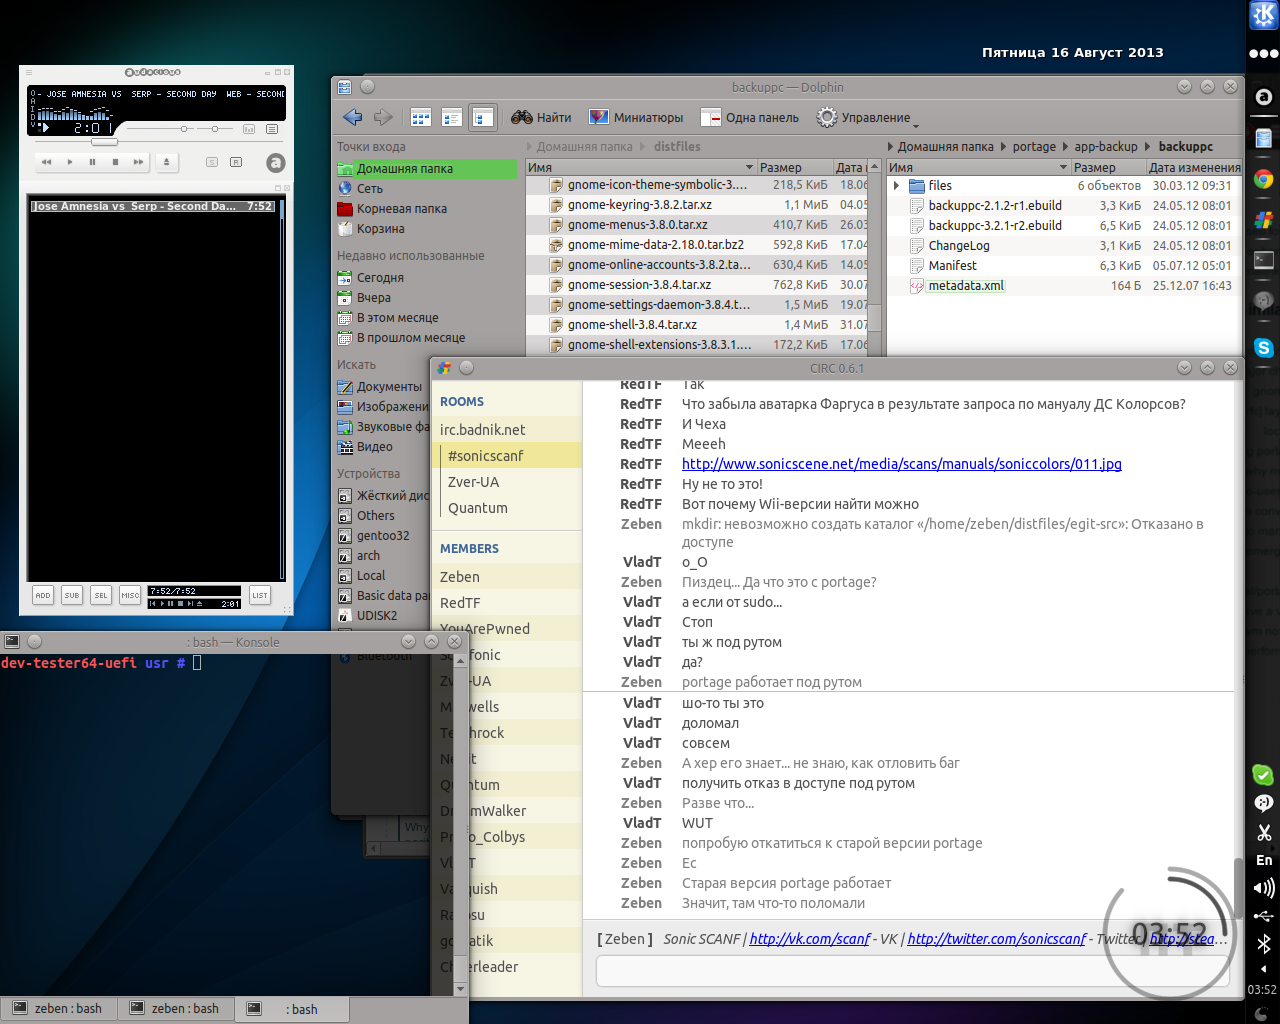 Пятница 16 Август 2013
audacious
- JOSE AMNESIA VS SERP - SECOND DAY WEB - SECOND
2:01
Jose Amnesia vs Serp - Second Da... 7:52
ADD SUB SEL MISC 7:52/7:52 LIST
2:01
backuppc — Dolphin
Найти Миниатюры Одна панель Управление
Точки входа
Домашняя папка
Сеть
Корневая папка
Корзина
Недавно использованные
Сегодня
Вчера
В этом месяце
В прошлом месяце
Искать
Документы
Изображени
Звуковые фа
Видео
Устройства
Жёсткий дис
Others
gentoo32
arch
Local
Basic data par
UDISK2
Bluetooth
Домашняя папка distfiles
Имя Размер Дата
gnome-icon-theme-symbolic-3.... 218,5 КиБ 18.06
gnome-keyring-3.8.2.tar.xz 1,1 МиБ 04.05
gnome-menus-3.8.0.tar.xz 410,7 КиБ 26.03
gnome-mime-data-2.18.0.tar.bz2 592,8 КиБ 17.04
gnome-online-accounts-3.8.2.ta... 630,4 КиБ 14.05
gnome-session-3.8.4.tar.xz 762,8 КиБ 30.07
gnome-settings-daemon-3.8.4.t... 1,5 МиБ 19.07
gnome-shell-3.8.4.tar.xz 1,4 МиБ 31.07
gnome-shell-extensions-3.8.3.1.... 172,2 КиБ 17.06
Домашняя папка portage app-backup backuppc
Имя Размер Дата изменения
files 6 объектов 30.03.12 09:31
backuppc-2.1.2-r1.ebuild 3,3 КиБ 24.05.12 08:01
backuppc-3.2.1-r2.ebuild 6,5 КиБ 24.05.12 08:01
ChangeLog 3,1 КиБ 24.05.12 08:01
Manifest 6,3 КиБ 05.07.12 05:01
metadata.xml 164 Б 25.12.07 16:43
Why
CIRC 0.6.1
ROOMS
irc.badnik.net
#sonicscanf
Zver-UA
Quantum
MEMBERS
Zeben
RedTF
YouArePwned
Zver-UA
Quantum
VladT
Vanquish
Cheerleader
RedTF Так
RedTF Что забыла аватарка Фаргуса в результате запроса по мануалу ДС Колорсов?
RedTF И Чеха
RedTF Meeeh
RedTF http://www.sonicscene.net/media/scans/manuals/soniccolors/011.jpg
RedTF Ну не то это!
RedTF Вот почему Wii-версии найти можно
Zeben mkdir: невозможно создать каталог «/home/zeben/distfiles/egit-src»: Отказано в
доступе
VladT o_O
Zeben Пиздец... Да что это с portage?
VladT а если от sudo...
VladT Стоп
VladT ты ж под рутом
VladT да?
Zeben portage работает под рутом
VladT шо-то ты это
VladT доломал
VladT совсем
Zeben А хер его знает... не знаю, как отловить баг
VladT получить отказ в доступе под рутом
Zeben Разве что...
VladT WUT
Zeben попробую откатиться к старой версии portage
Zeben Ес
Zeben Старая версия portage работает
Zeben Значит, там что-то поломали
[Zeben] Sonic SCANF | http://vk.com/scanf - VK | http://twitter.com/sonicscanf - Twitter | http://stea...
03:52
: bash — Konsole
dev-tester64-uefi usr #
zeben : bash zeben : bash : bash
En
03:52